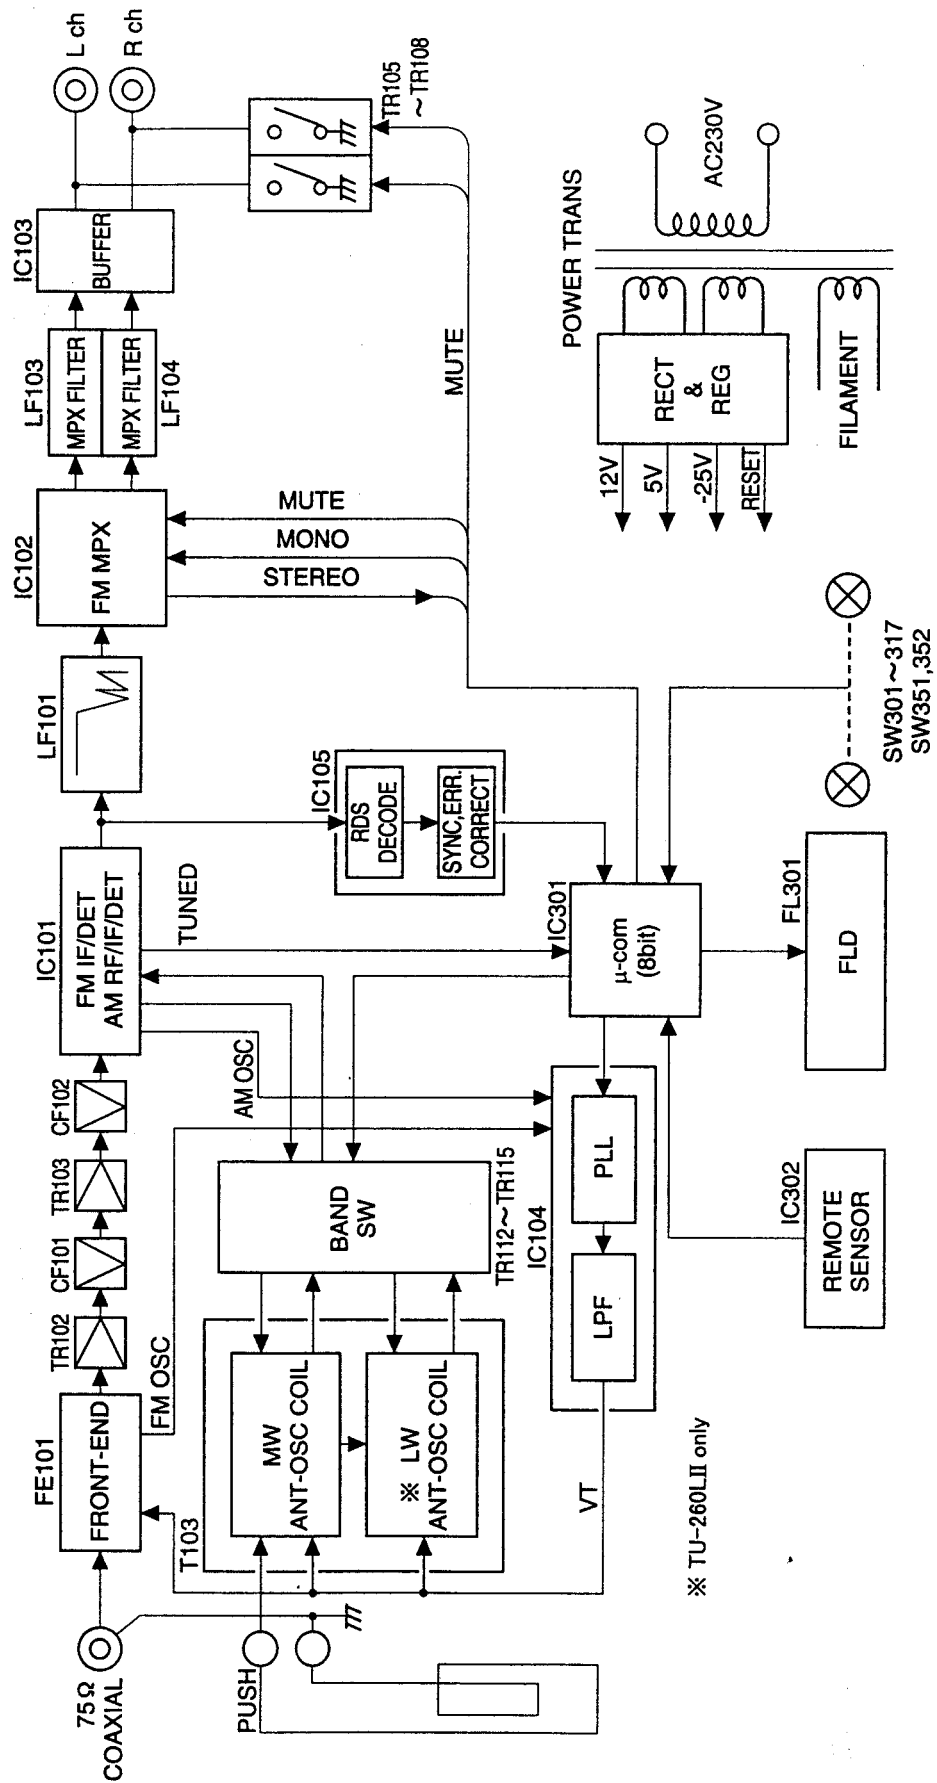 75Ω
COAXIAL
FE101
FRONT-END
TR102
CF101
TR103
CF102
IC101
FM IF/DET
AM RF/IF/DET
LF101
IC102
FM MPX
LF103
MPX FILTER
MPX FILTER
LF104
IC103
BUFFER
L ch
R ch
TR105
~TR108
FM OSC
AM OSC
TUNED
STEREO
MONO
MUTE
MUTE
IC105
RDS
DECODE
SYNC,ERR.
CORRECT
PUSH
T103
MW
ANT-OSC COIL
※ LW
ANT-OSC COIL
BAND
SW
TR112~TR115
IC104
LPF
PLL
VT
IC301
μ-com
(8bit)
IC302
REMOTE
SENSOR
FL301
FLD
SW301~317
SW351,352
POWER TRANS
12V
5V
-25V
RESET
RECT
&
REG
AC230V
FILAMENT
※ TU-260LII only